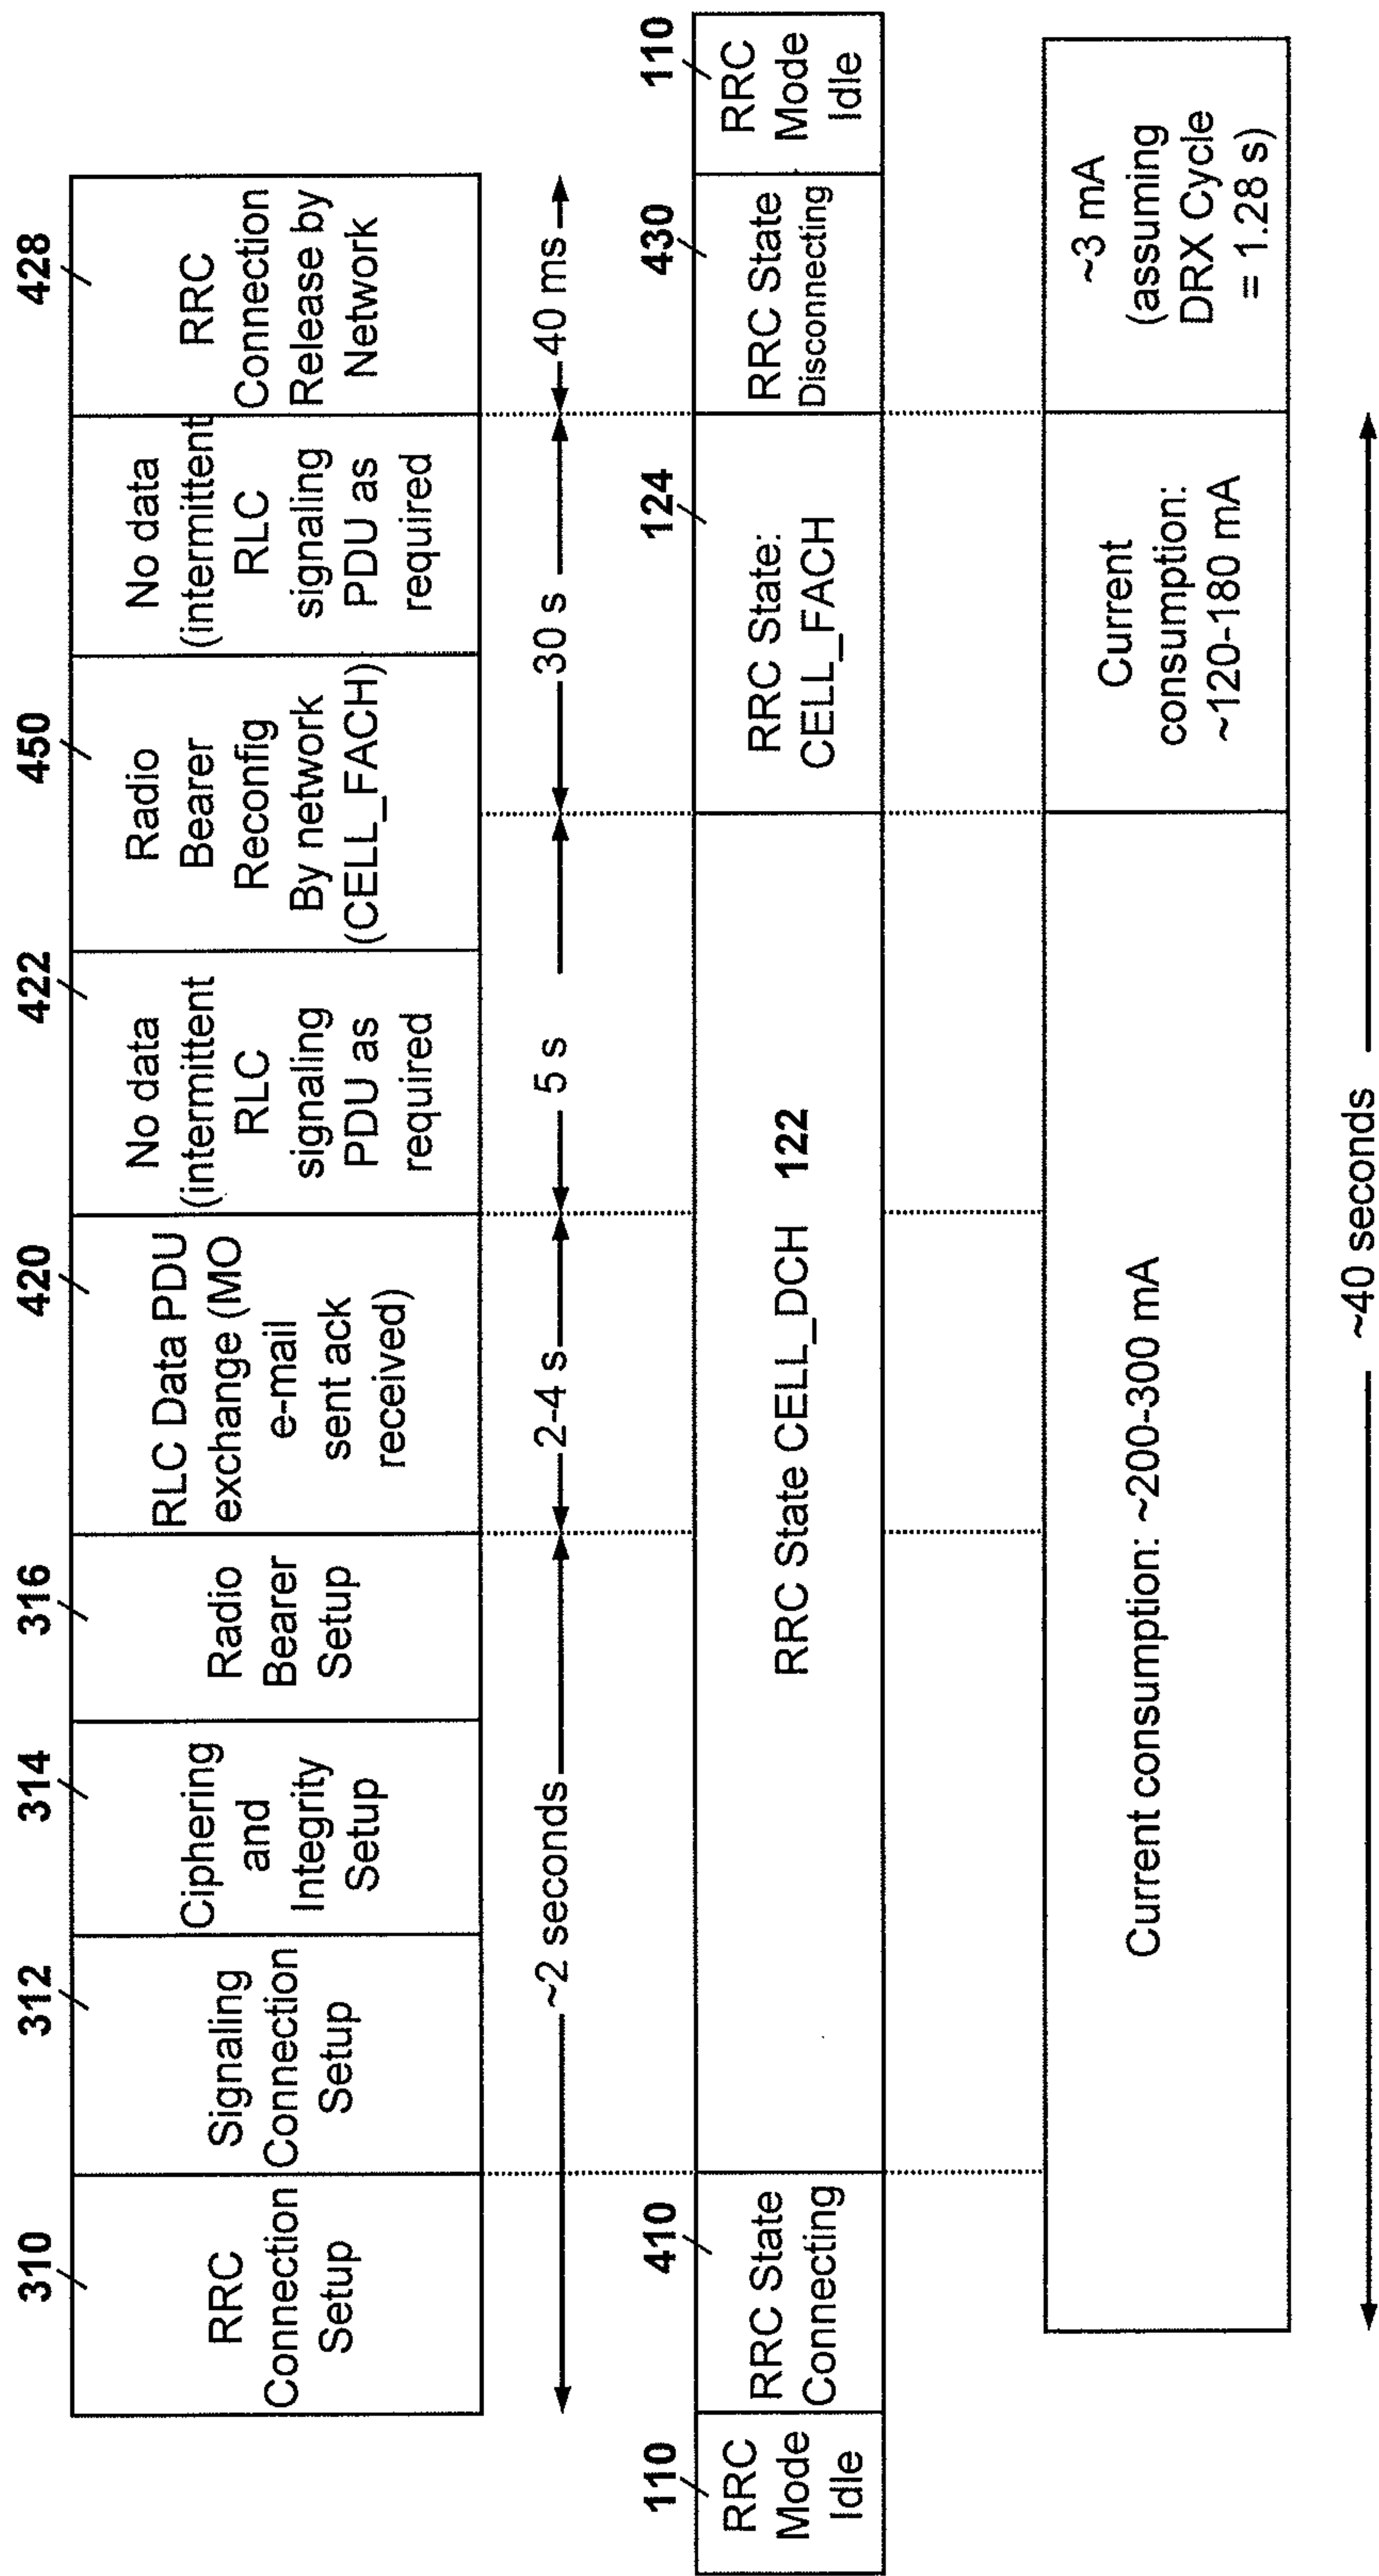 310
RRC
Connection
Setup
312
Signaling
Connection
Setup
314
Ciphering
and
Integrity
Setup
316
Radio
Bearer
Setup
420
RLC Data PDU
exchange (MO
e-mail
sent ack
received)
422
No data
(intermittent
RLC
signaling
PDU as
required
450
Radio
Bearer
Reconfig
By network
(CELL_FACH)
No data
(intermittent
RLC
signaling
PDU as
required
428
RRC
Connection
Release by
Network
~2 seconds
2-4 s
5 s
30 s
40 ms
110
RRC
Mode
Idle
410
RRC State
Connecting
RRC State CELL_DCH 122
124
RRC State:
CELL_FACH
430
RRC State
Disconnecting
110
RRC
Mode
Idle
Current consumption: ~200-300 mA
Current
consumption:
~120-180 mA
~3 mA
(assuming
DRX Cycle
= 1.28 s)
~40 seconds